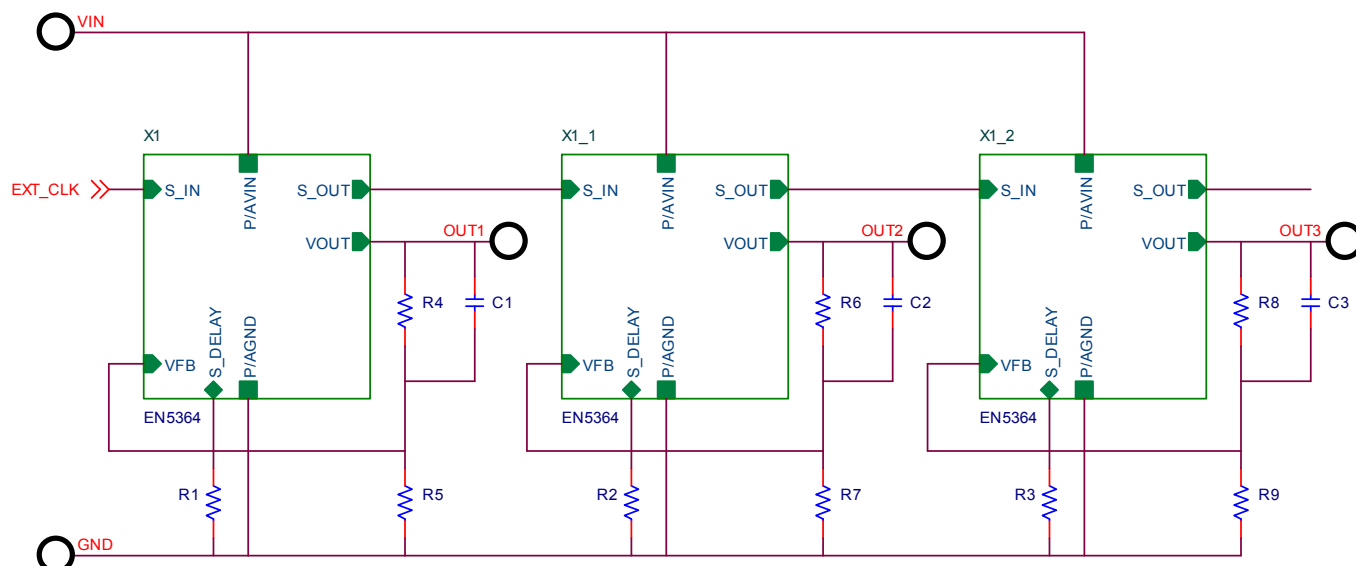 VIN
X1
X1_1
X1_2
EXT_CLK
S_IN
P/AVIN
S_OUT
S_IN
P/AVIN
S_OUT
S_IN
P/AVIN
S_OUT
VOUT
OUT1
VOUT
OUT2
VOUT
OUT3
R4
C1
R6
C2
R8
C3
VFB
S_DELAY
P/AGND
VFB
S_DELAY
P/AGND
VFB
S_DELAY
P/AGND
EN5364
EN5364
EN5364
R1
R5
R2
R7
R3
R9
GND